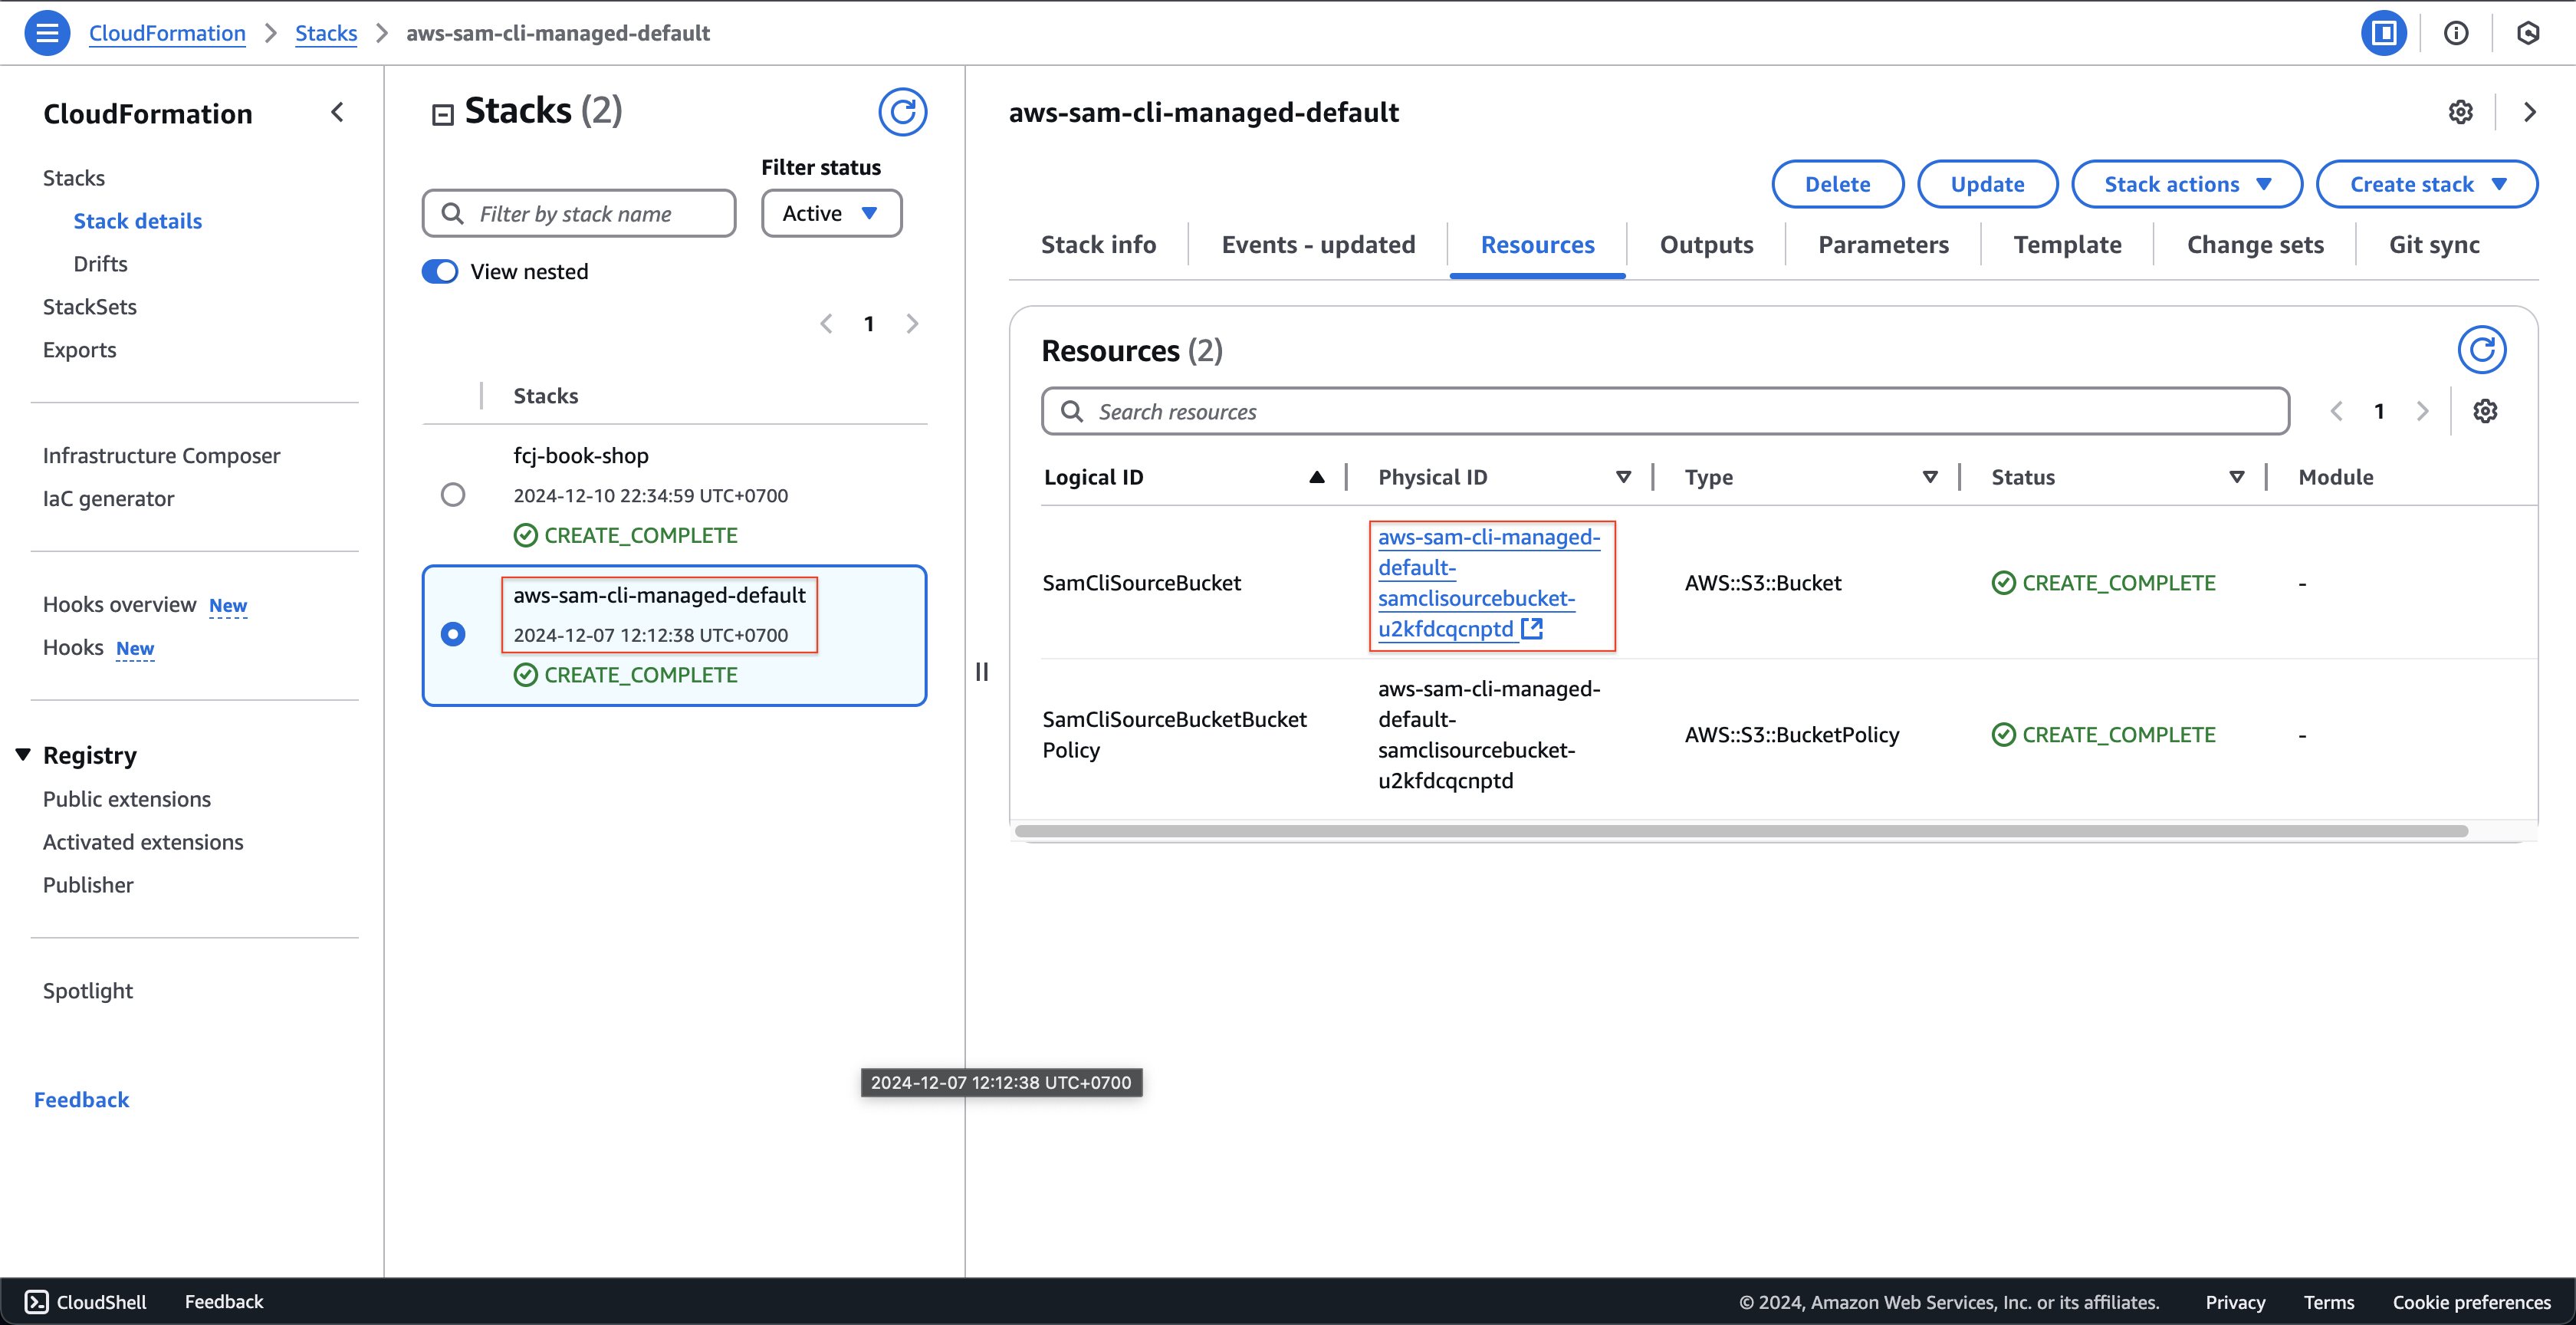 CloudFormation
Stacks
aws-sam-cli-managed-default
CloudFormation
Stacks
Stack details
Drifts
StackSets
Exports
Infrastructure Composer
IaC generator
Hooks overview New
Hooks New
Registry
Public extensions
Activated extensions
Publisher
Spotlight
Feedback
Stacks (2)
Filter status
Filter by stack name
Active
View nested
1
Stacks
fcj-book-shop
2024-12-10 22:34:59 UTC+0700
CREATE_COMPLETE
aws-sam-cli-managed-default
2024-12-07 12:12:38 UTC+0700
CREATE_COMPLETE
2024-12-07 12:12:38 UTC+0700
aws-sam-cli-managed-default
Delete
Update
Stack actions
Create stack
Stack info
Events - updated
Resources
Outputs
Parameters
Template
Change sets
Git sync
Resources (2)
Search resources
1
Logical ID
Physical ID
Type
Status
Module
SamCliSourceBucket
aws-sam-cli-managed-
default-
samclisourcebucket-
u2kfdcqcnptd
AWS::S3::Bucket
CREATE_COMPLETE
-
SamCliSourceBucketBucket
Policy
aws-sam-cli-managed-
default-
samclisourcebucket-
u2kfdcqcnptd
AWS::S3::BucketPolicy
CREATE_COMPLETE
-
CloudShell
Feedback
© 2024, Amazon Web Services, Inc. or its affiliates.
Privacy
Terms
Cookie preferences